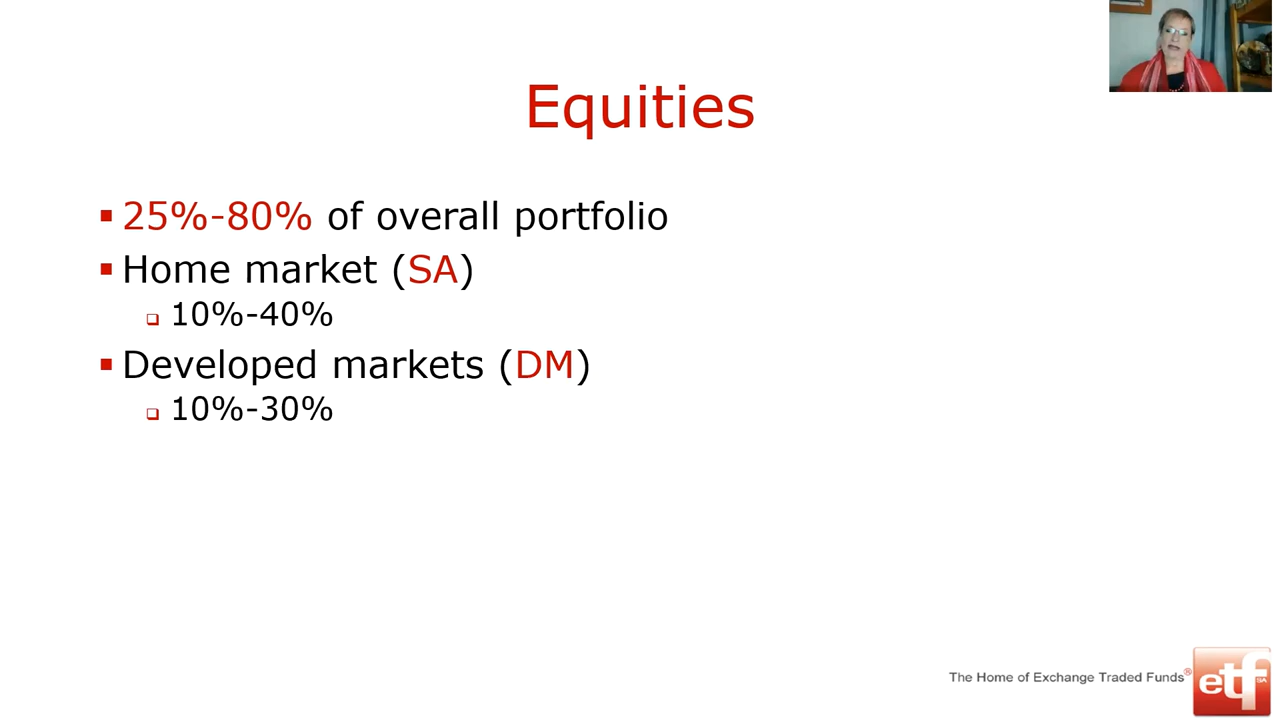 Equities
25%-80% of overall portfolio
Home market (SA)
10%-40%
Developed markets (DM)
10%-30%
The Home of Exchange Traded Funds®
etf
SA